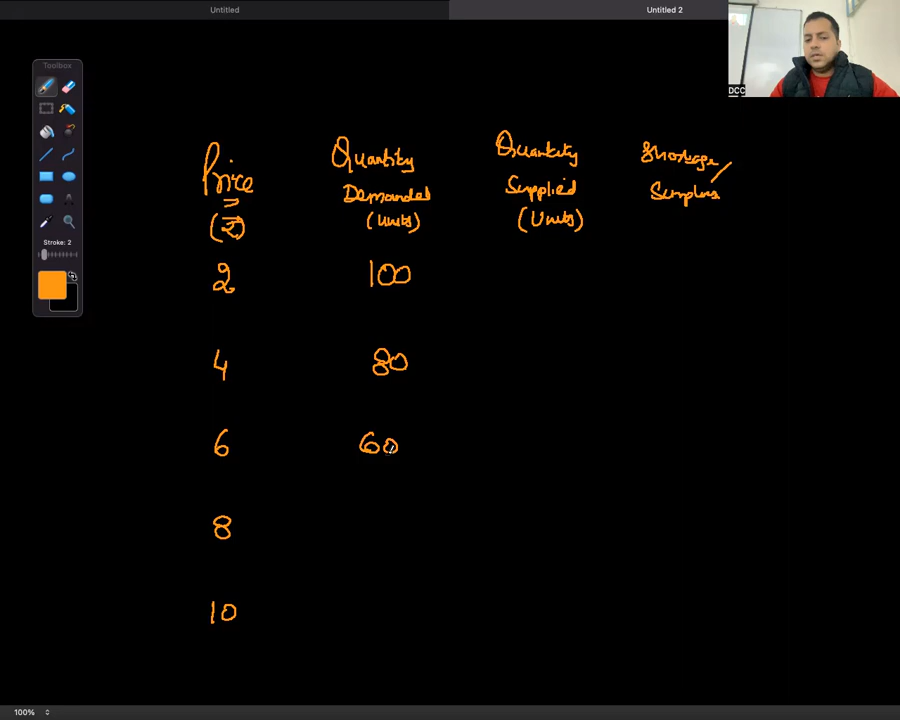 Untitled
Untitled 2
Toolbox
DCC
Price
(₹)
Quantity
Demanded
(Units)
Quantity
Supplied
(Units)
Shortage/
Surplus
2 100
4 80
6 60
8
10
Stroke: 2
100%